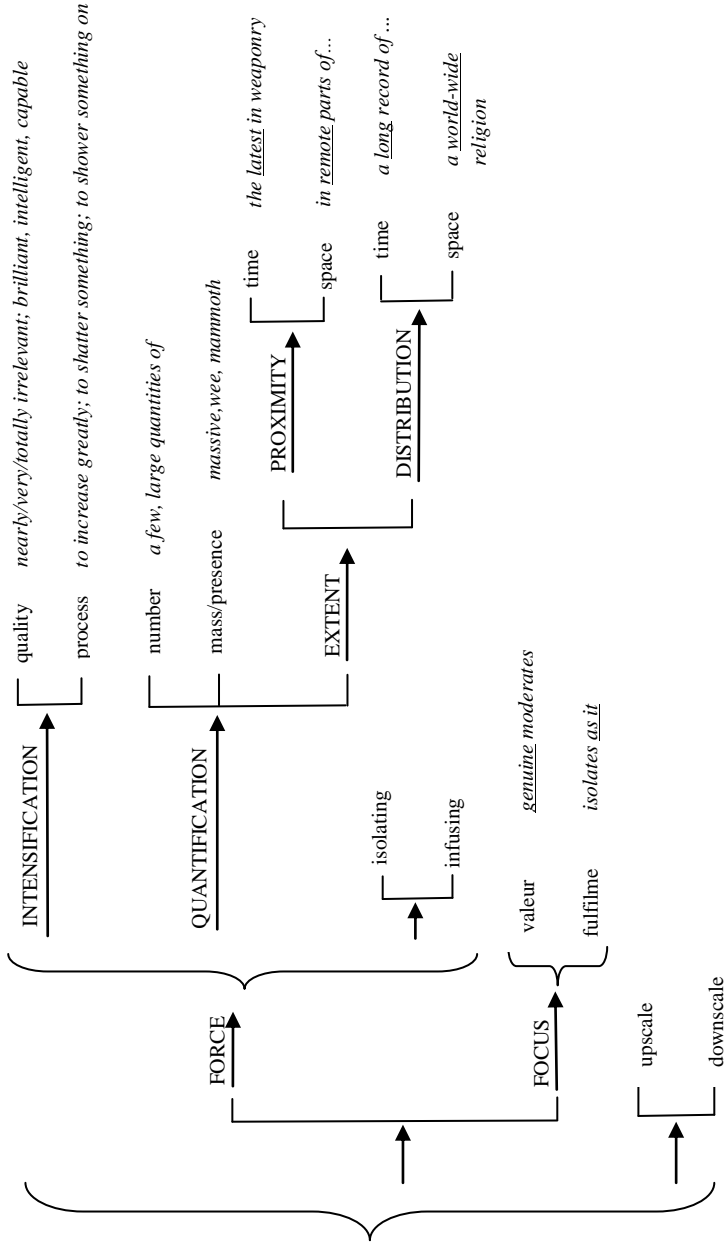 INTENSIFICATION
quality nearly/very/totally irrelevant; brilliant, intelligent, capable
process to increase greatly; to shatter something; to shower something on
QUANTIFICATION
number a few, large quantities of
mass/presence massive,wee, mammoth
EXTENT
PROXIMITY
time the latest in weaponry
space in remote parts of...
DISTRIBUTION
time a long record of ...
space a world-wide
religion
FORCE
isolating
infusing
FOCUS
valeur genuine moderates
fulfilme isolates as it
upscale
downscale